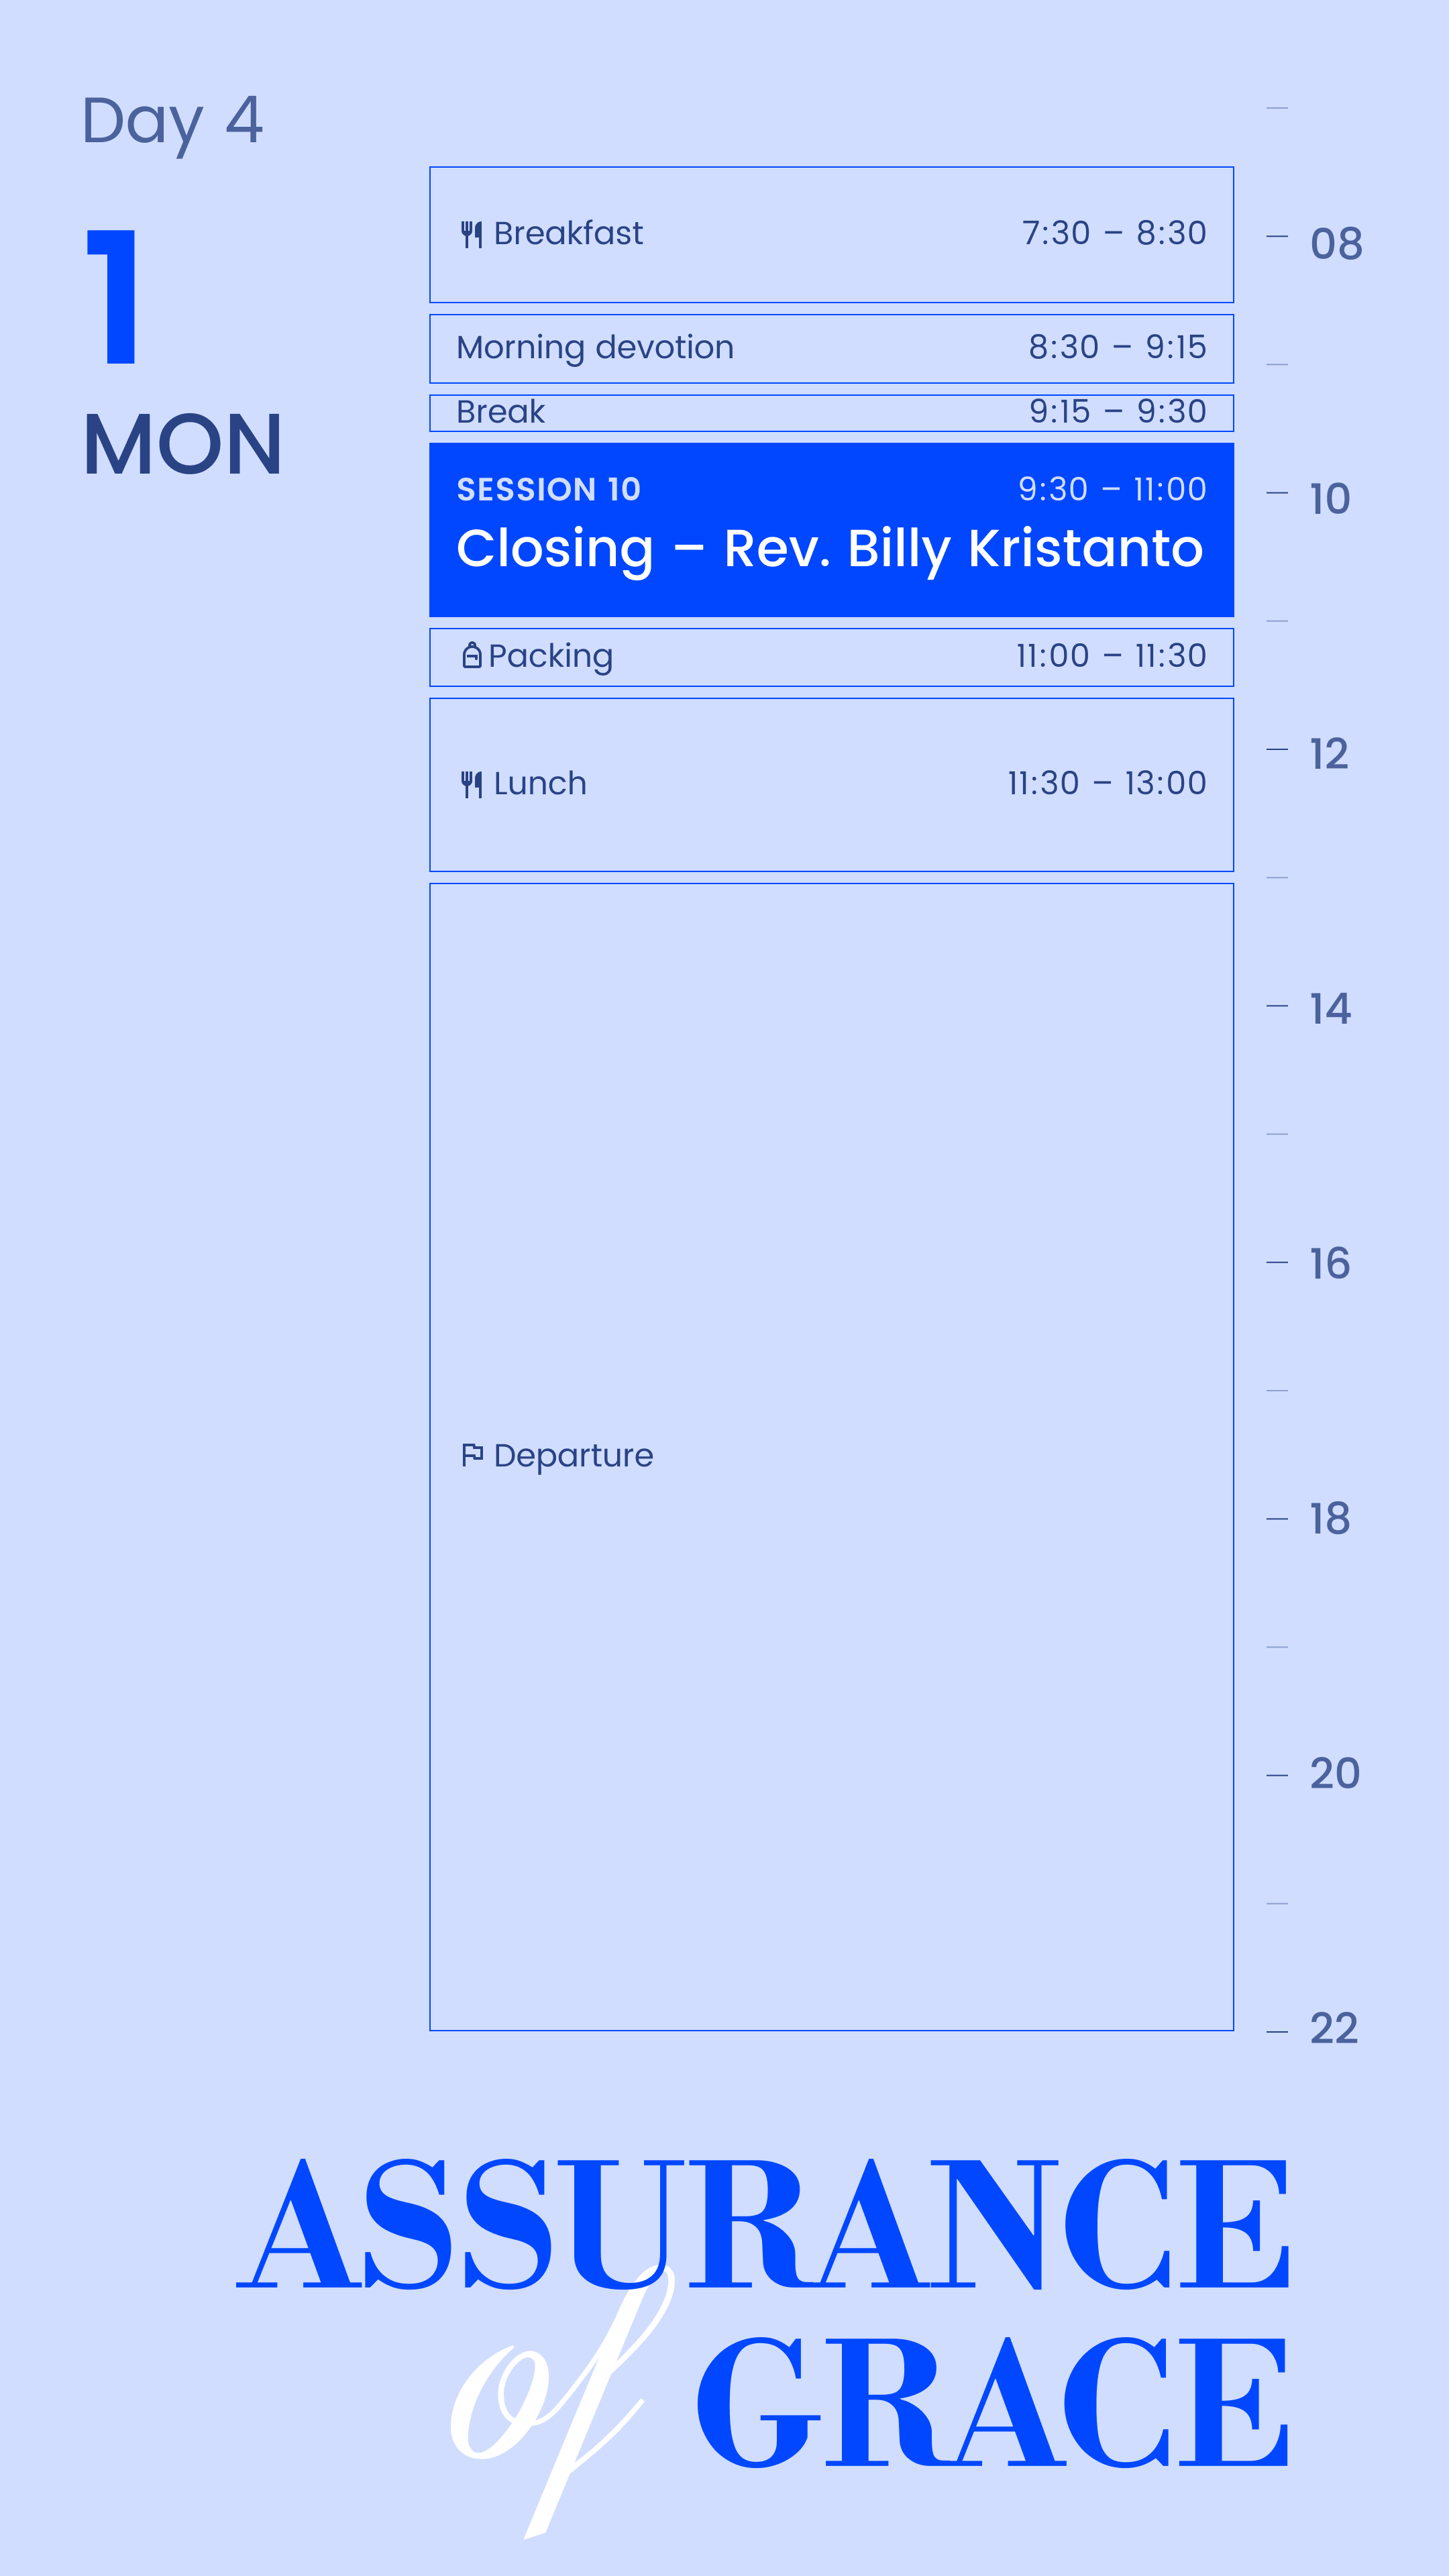 Day 4
1
MON
Breakfast 7:30 – 8:30
Morning devotion 8:30 – 9:15
Break 9:15 – 9:30
SESSION 10 9:30 – 11:00
Closing – Rev. Billy Kristanto
Packing 11:00 – 11:30
Lunch 11:30 – 13:00
Departure
08
10
12
14
16
18
20
22
ASSURANCE
of GRACE